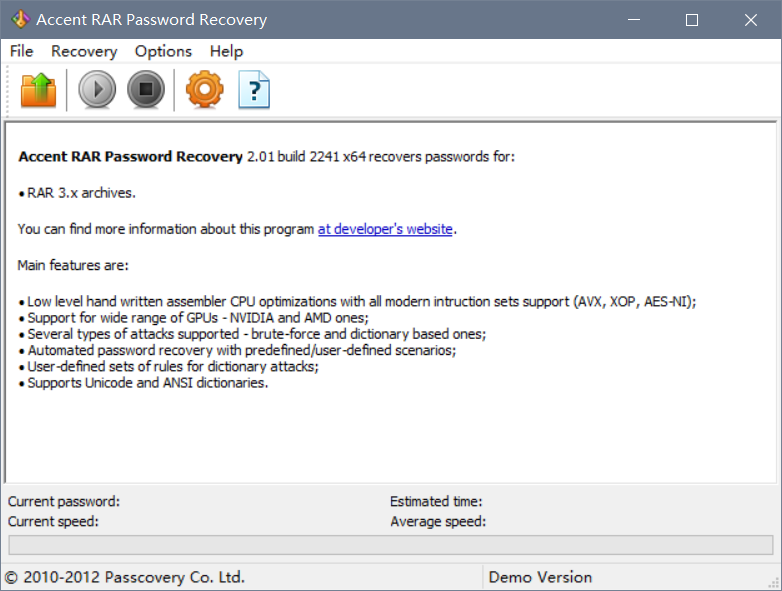 Accent RAR Password Recovery
File Recovery Options Help
?
Accent RAR Password Recovery 2.01 build 2241 x64 recovers passwords for:
• RAR 3.x archives.
You can find more information about this program at developer's website.
Main features are:
• Low level hand written assembler CPU optimizations with all modern intruction sets support (AVX, XOP, AES-NI);
• Support for wide range of GPUs - NVIDIA and AMD ones;
• Several types of attacks supported - brute-force and dictionary based ones;
• Automated password recovery with predefined/user-defined scenarios;
• User-defined sets of rules for dictionary attacks;
• Supports Unicode and ANSI dictionaries.
Current password: Estimated time:
Current speed: Average speed:
© 2010-2012 Passcovery Co. Ltd. Demo Version